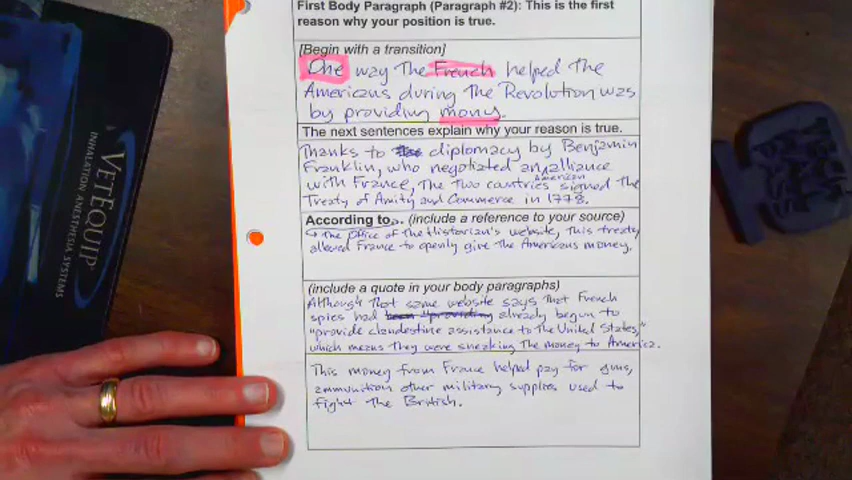 First Body Paragraph (Paragraph #2): This is the first
reason why your position is true.
[Begin with a transition]
One way the French helped the
Americans during the Revolution was
by providing mony.
The next sentences explain why your reason is true.
Thanks to diplomacy by Benjamin
Franklin, who negotiated an alliance
American
with France, the two countries signed the
Treaty of Amity and Commerce in 1778.
According to... (include a reference to your source)
The Office of the Historian's website, this treaty
allowed France to openly give the Americans money.
(include a quote in your body paragraphs)
Although that same website says that French
spies had been "providing already begun to
"provide clandestine assistance to the United States,"
which means they were sneaking the money to America.
This money from France helped pay for guns,
ammunition other military supplies used to
fight the British.
VETEQUIP
INHALATION ANESTHESIA SYSTEMS